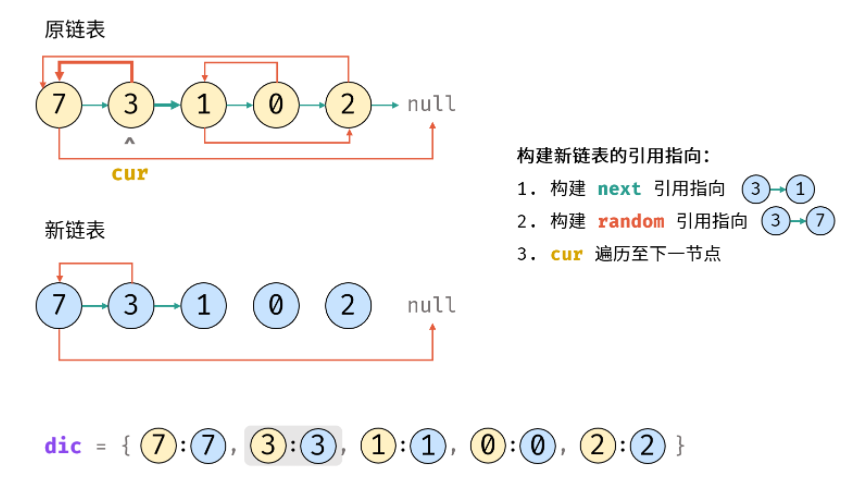 原链表
7 3 1 0 2 null
^
cur
构建新链表的引用指向：
1. 构建 next 引用指向 3 1
2. 构建 random 引用指向 3 7
3. cur 遍历至下一节点
新链表
7 3 1 0 2 null
dic = { 7:7, 3:3, 1:1, 0:0, 2:2 }